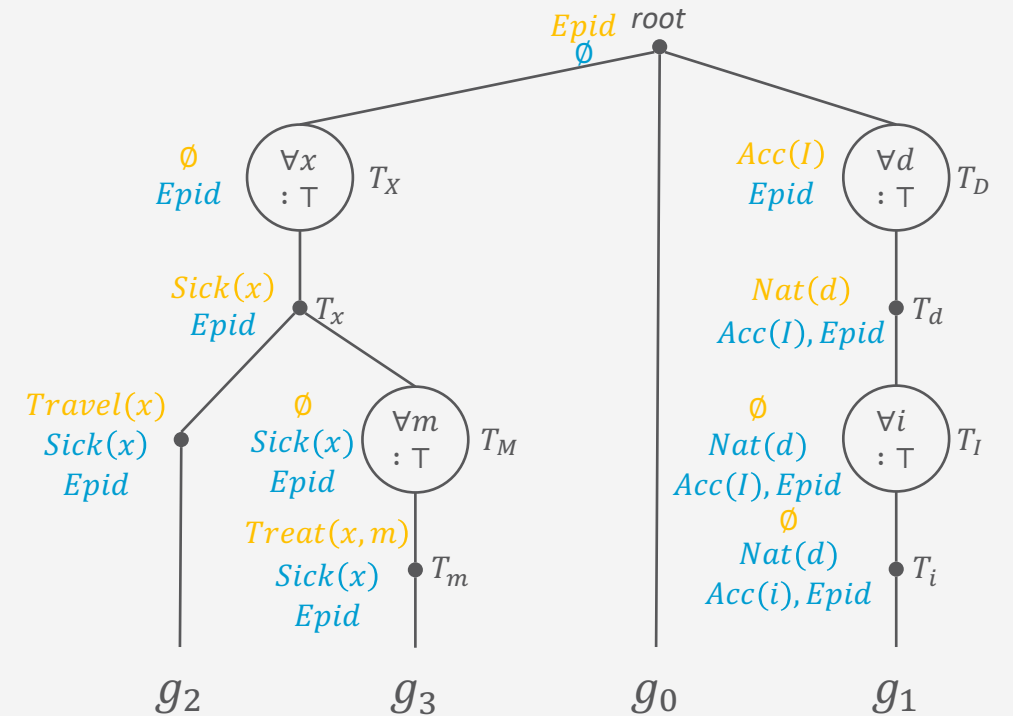 Epid root
∅
∅
Epid
∀x
: ⊤
T_X
Acc(I)
Epid
∀d
: ⊤
T_D
Sick(x)
Epid
T_x
Nat(d)
Acc(I), Epid
T_d
Travel(x)
Sick(x)
Epid
∅
Sick(x)
Epid
∀m
: ⊤
T_M
∅
Nat(d)
Acc(I), Epid
∀i
: ⊤
T_I
Treat(x, m)
Sick(x)
Epid
T_m
∅
Nat(d)
Acc(i), Epid
T_i
g_2 g_3 g_0 g_1